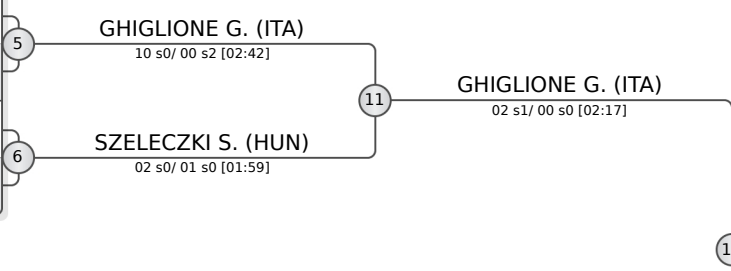 GHIGLIONE G. (ITA)
5
10 s0/ 00 s2 [02:42]
GHIGLIONE G. (ITA)
11
02 s1/ 00 s0 [02:17]
SZELECZKI S. (HUN)
6
02 s0/ 01 s0 [01:59]